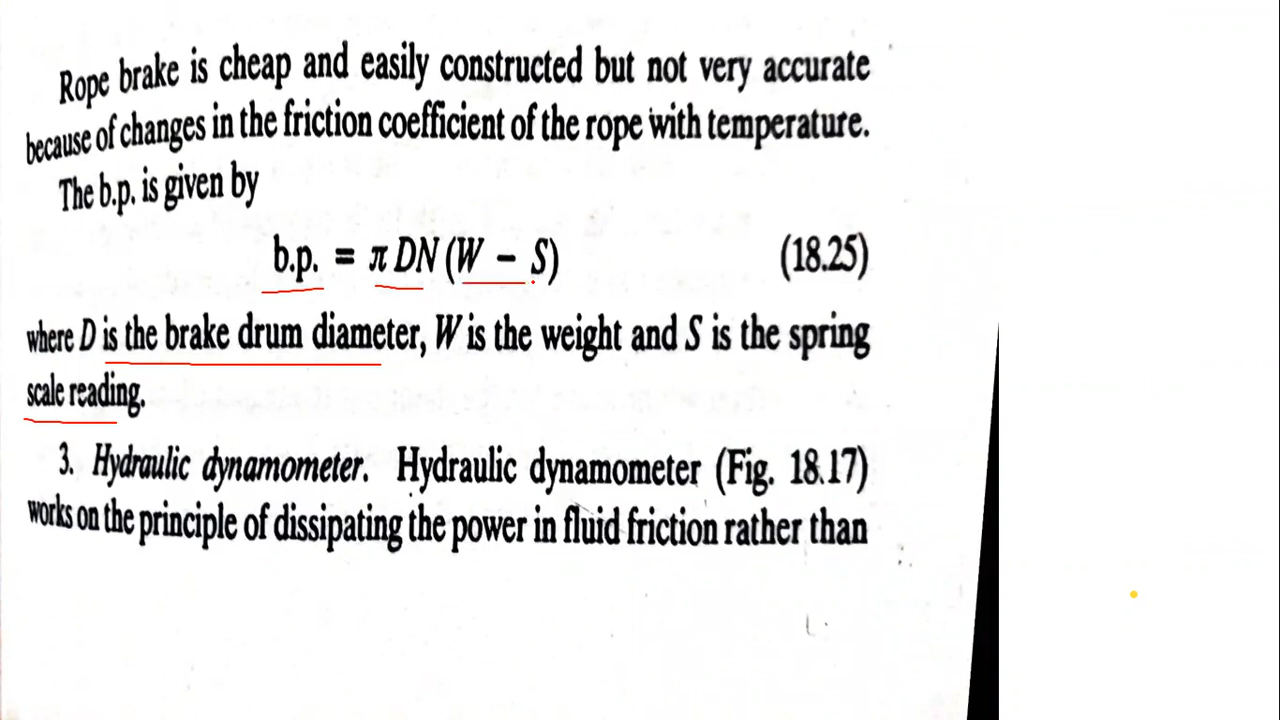 Rope brake is cheap and easily constructed but not very accurate
because of changes in the friction coefficient of the rope with temperature.
The b.p. is given by
b.p. = π DN (W − S) (18.25)
where D is the brake drum diameter, W is the weight and S is the spring
scale reading.
3. Hydraulic dynamometer. Hydraulic dynamometer (Fig. 18.17)
works on the principle of dissipating the power in fluid friction rather than